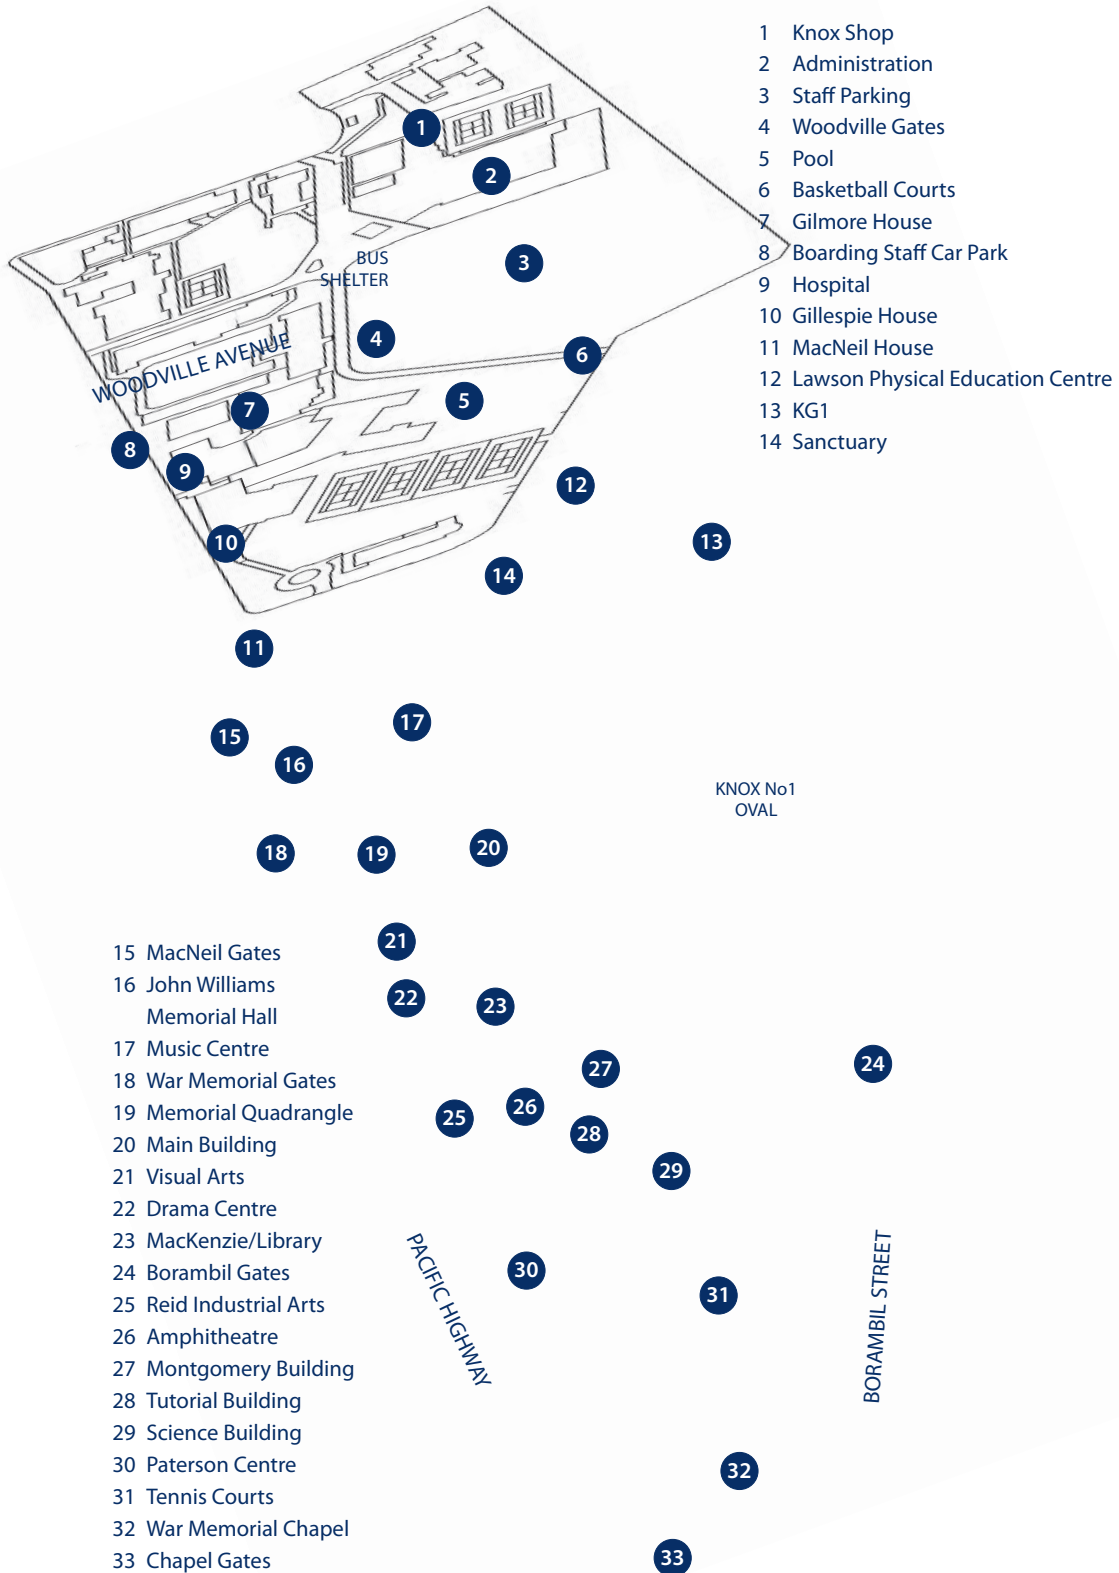 1 Knox Shop
2 Administration
3 Staff Parking
4 Woodville Gates
5 Pool
6 Basketball Courts
7 Gilmore House
8 Boarding Staff Car Park
9 Hospital
10 Gillespie House
11 MacNeil House
12 Lawson Physical Education Centre
13 KG1
14 Sanctuary
1
2
BUS
SHELTER
3
4
WOODVILLE AVENUE
6
5
7
8
9
12
10
13
14
11
17
15
16
KNOX No1
OVAL
18
19
20
21
22
23
27
24
25
26
28
29
PACIFIC HIGHWAY
30
31
BORAMBIL STREET
32
33
15 MacNeil Gates
16 John Williams
Memorial Hall
17 Music Centre
18 War Memorial Gates
19 Memorial Quadrangle
20 Main Building
21 Visual Arts
22 Drama Centre
23 MacKenzie/Library
24 Borambil Gates
25 Reid Industrial Arts
26 Amphitheatre
27 Montgomery Building
28 Tutorial Building
29 Science Building
30 Paterson Centre
31 Tennis Courts
32 War Memorial Chapel
33 Chapel Gates